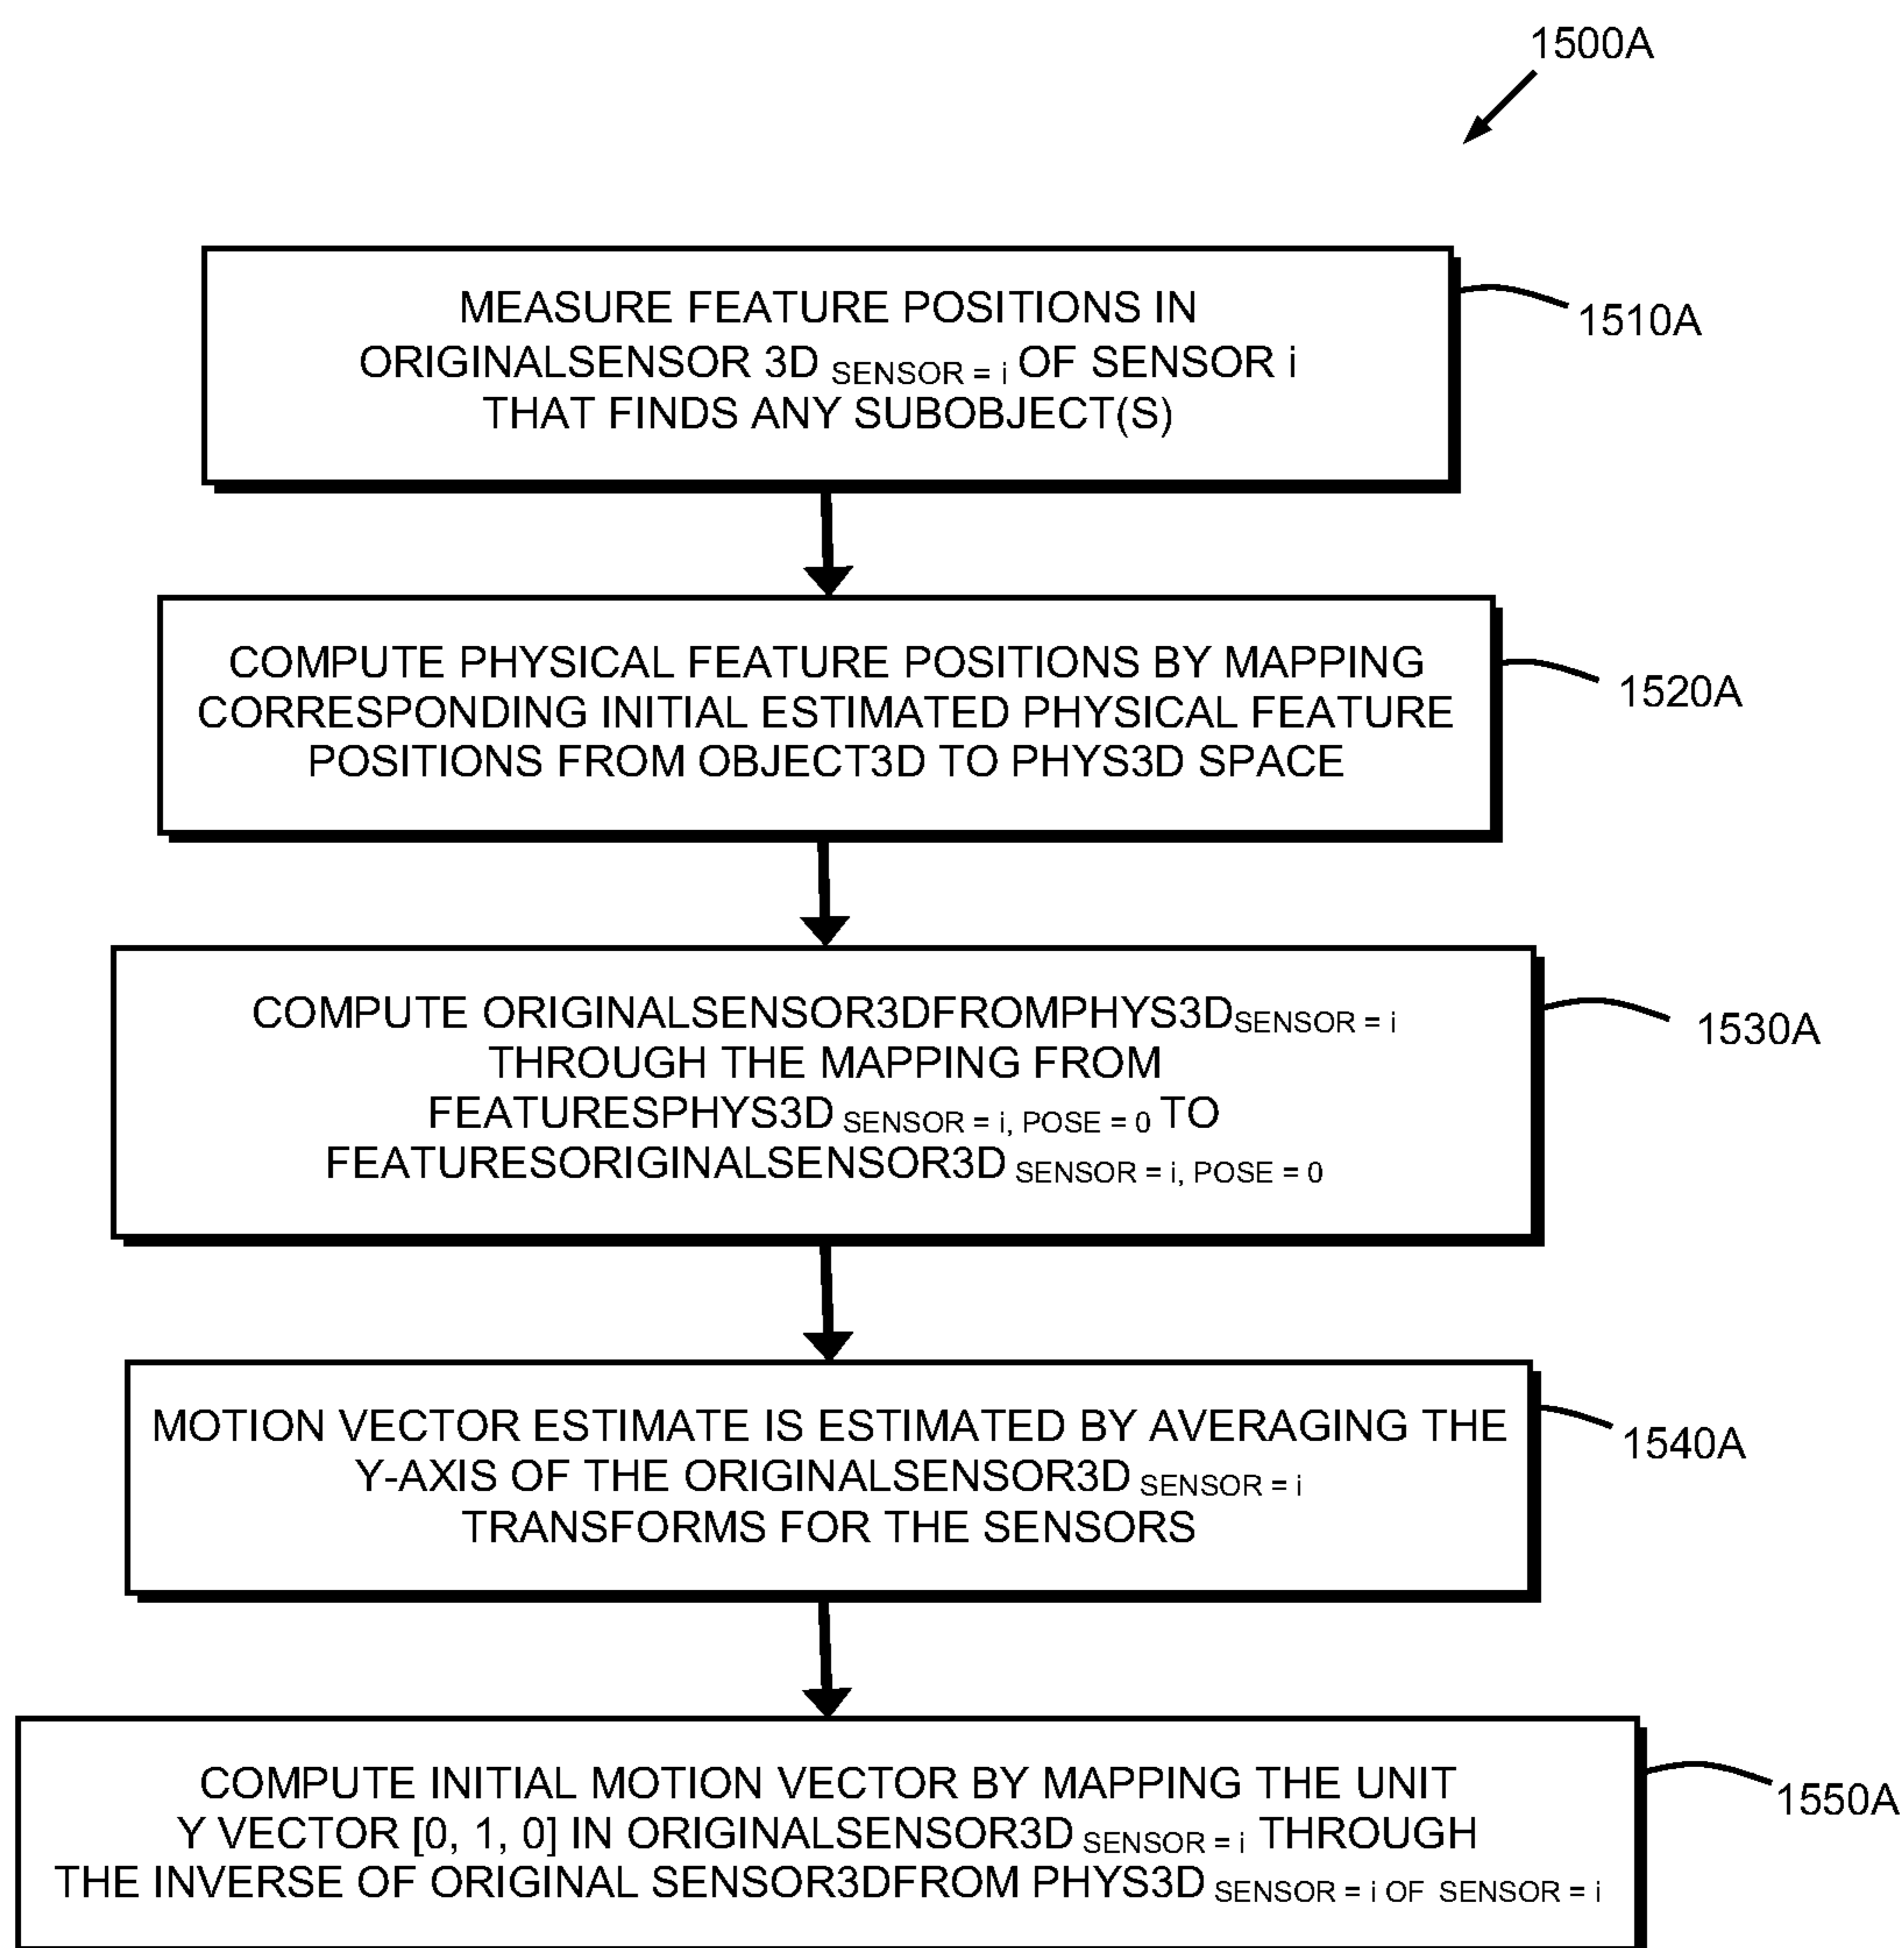 1500A
MEASURE FEATURE POSITIONS IN
ORIGINALSENSOR 3D SENSOR = i OF SENSOR i
THAT FINDS ANY SUBOBJECT(S)
1510A
COMPUTE PHYSICAL FEATURE POSITIONS BY MAPPING
CORRESPONDING INITIAL ESTIMATED PHYSICAL FEATURE
POSITIONS FROM OBJECT3D TO PHYS3D SPACE
1520A
COMPUTE ORIGINALSENSOR3DFROMPHYS3DSENSOR = i
THROUGH THE MAPPING FROM
FEATURESPHYS3D SENSOR = i, POSE = 0 TO
FEATURESORIGINALSENSOR3D SENSOR = i, POSE = 0
1530A
MOTION VECTOR ESTIMATE IS ESTIMATED BY AVERAGING THE
Y-AXIS OF THE ORIGINALSENSOR3D SENSOR = i
TRANSFORMS FOR THE SENSORS
1540A
COMPUTE INITIAL MOTION VECTOR BY MAPPING THE UNIT
Y VECTOR [0, 1, 0] IN ORIGINALSENSOR3D SENSOR = i THROUGH
THE INVERSE OF ORIGINAL SENSOR3DFROM PHYS3D SENSOR = i OF SENSOR = i
1550A